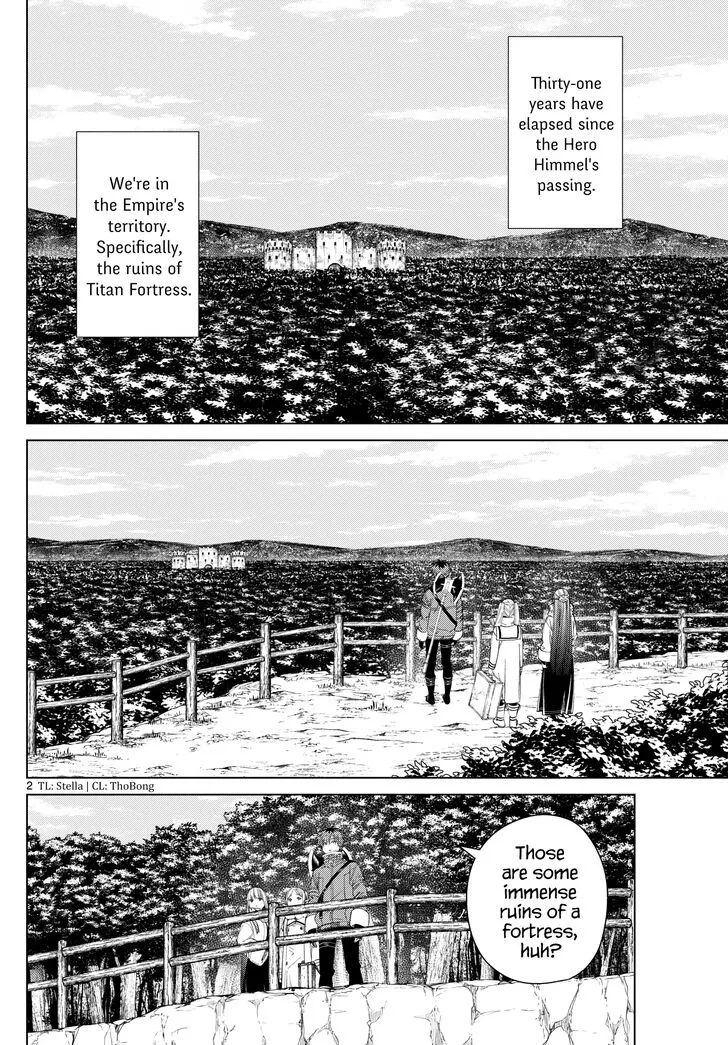 Thirty-one
years have
elapsed since
the Hero
Himmel's
passing.
We're in
the Empire's
territory.
Specifically,
the ruins of
Titan Fortress.
2 TL: Stella | CL: ThoBong
Those
are some
immense
ruins of a
fortress,
huh?